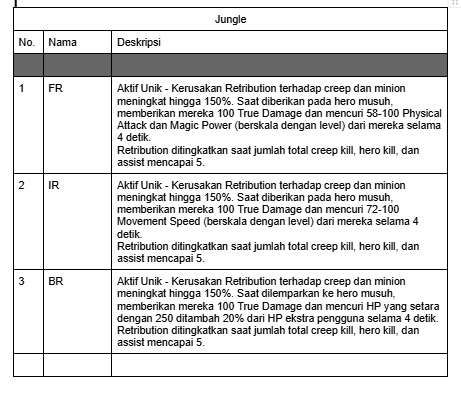 Jungle
No. Nama Deskripsi
1 FR Aktif Unik - Kerusakan Retribution terhadap creep dan minion
meningkat hingga 150%. Saat diberikan pada hero musuh,
memberikan mereka 100 True Damage dan mencuri 58-100 Physical
Attack dan Magic Power (berskala dengan level) dari mereka selama
4 detik.
Retribution ditingkatkan saat jumlah total creep kill, hero kill, dan
assist mencapai 5.
2 IR Aktif Unik - Kerusakan Retribution terhadap creep dan minion
meningkat hingga 150%. Saat diberikan pada hero musuh,
memberikan mereka 100 True Damage dan mencuri 72-100
Movement Speed (berskala dengan level) dari mereka selama 4
detik.
Retribution ditingkatkan saat jumlah total creep kill, hero kill, dan
assist mencapai 5.
3 BR Aktif Unik - Kerusakan Retribution terhadap creep dan minion
meningkat hingga 150%. Saat dilemparkan ke hero musuh,
memberikan mereka 100 True Damage dan mencuri HP yang setara
dengan 250 ditambah 20% dari HP ekstra pengguna selama 4 detik.
Retribution ditingkatkan saat jumlah total creep kill, hero kill, dan
assist mencapai 5.